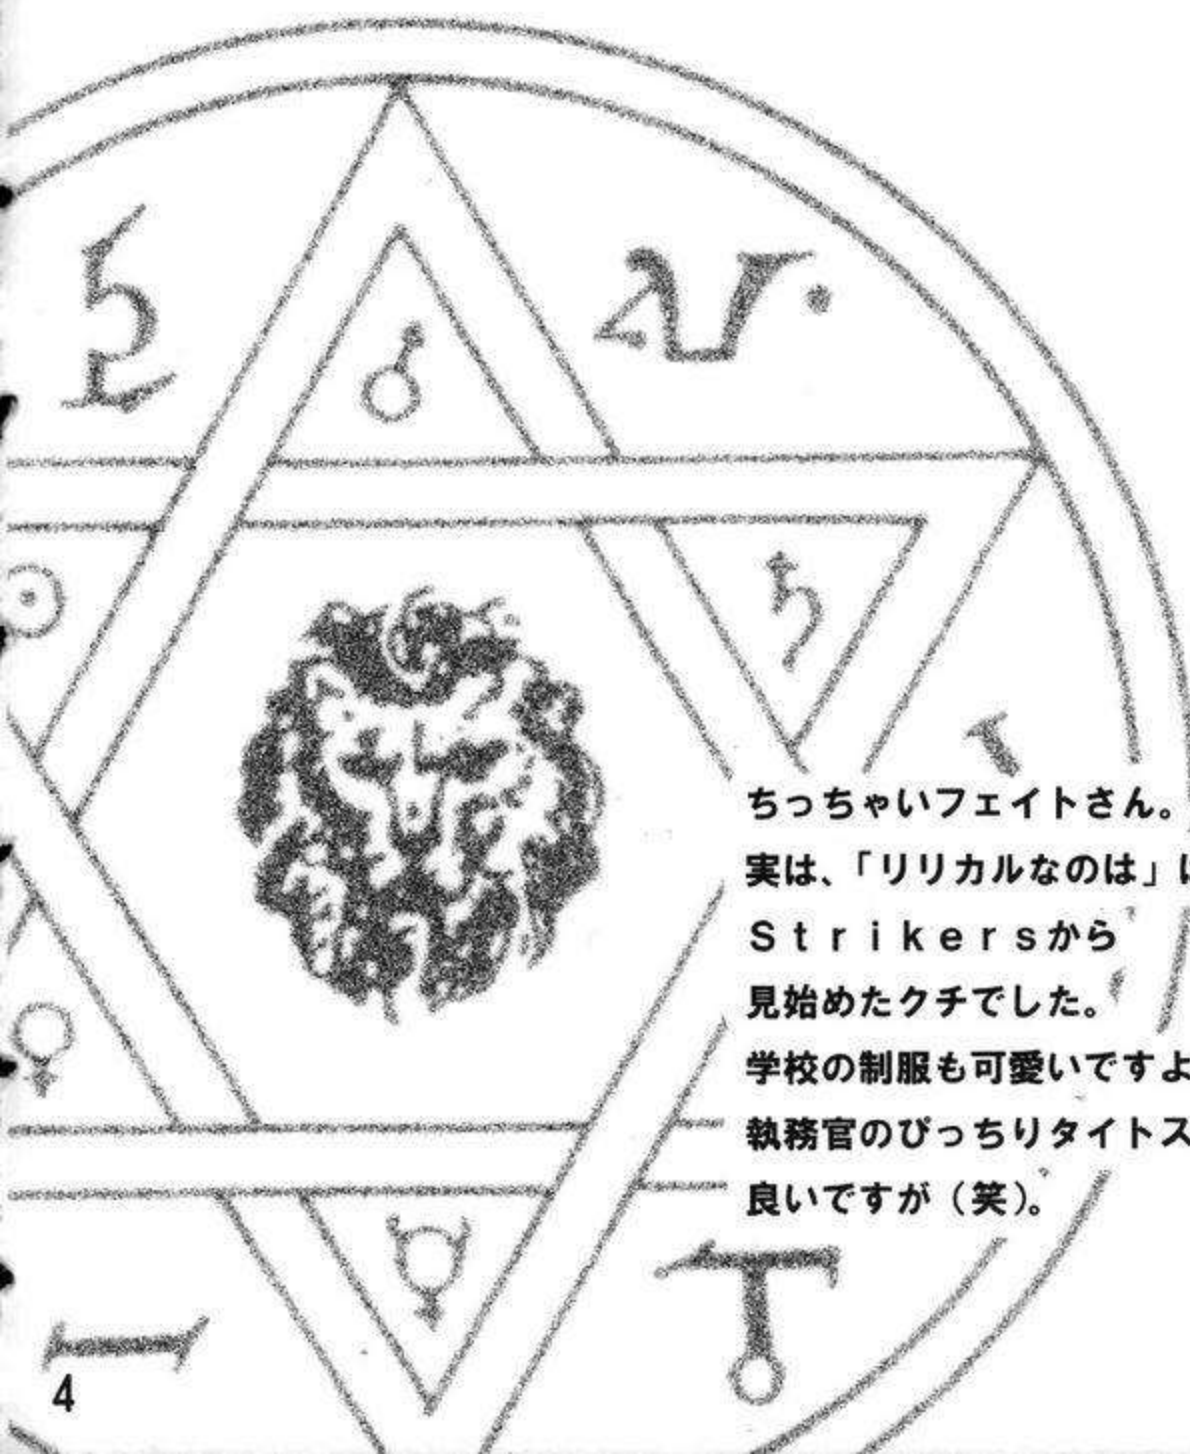 ちっちゃいフェイトさん。
実は、「リリカルなのは」は
Ｓｔｒｉｋｅｒｓから
見始めたクチでした。
学校の制服も可愛いですよ
執務官のぴっちりタイトス
良いですが（笑）。
4